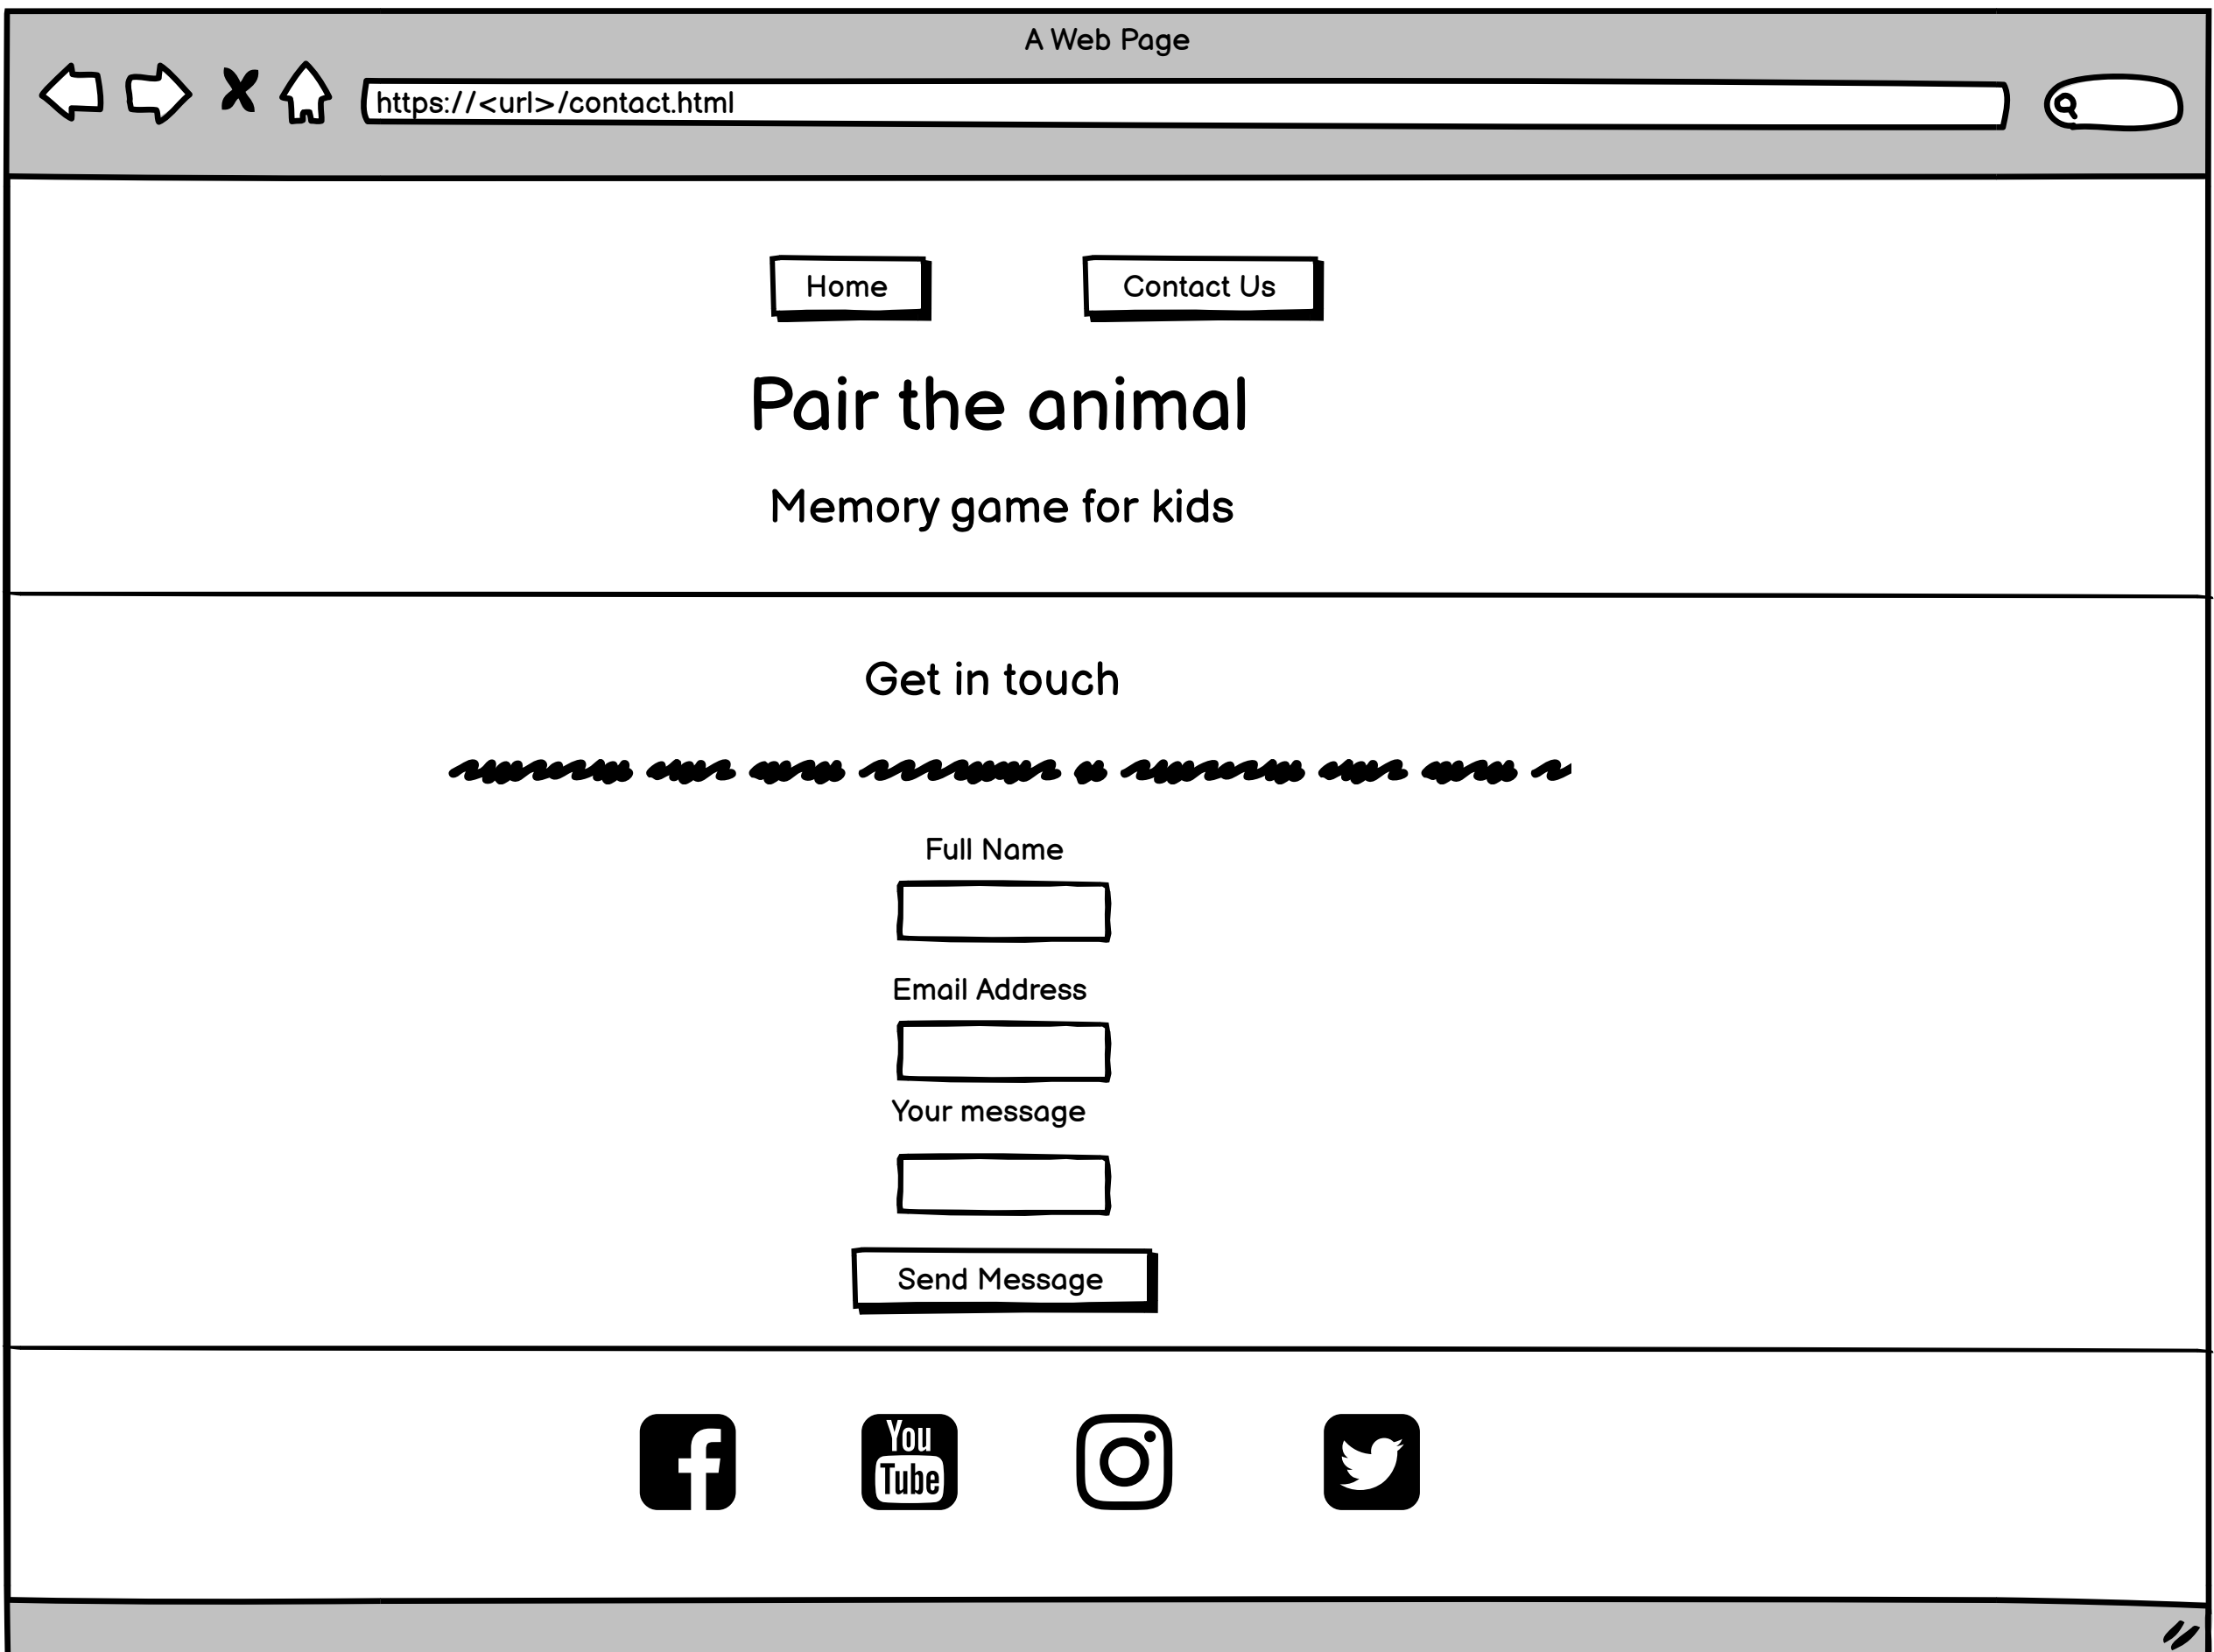 A Web Page
https://<url>/contact.html
Home Contact Us
Pair the animal
Memory game for kids
Get in touch
Full Name
Email Address
Your message
Send Message
You
Tube